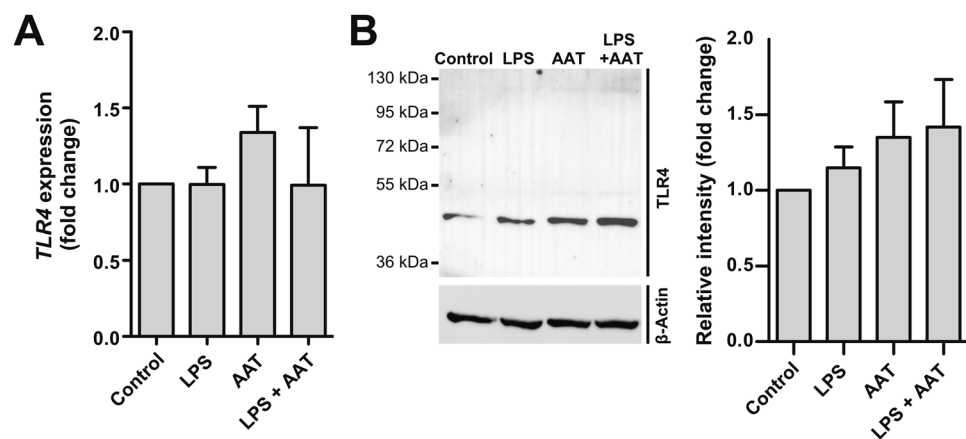 A
TLR4 expression
(fold change)
2.0
1.5
1.0
0.5
0.0
Control
LPS
AAT
LPS + AAT
B
Control LPS AAT LPS
+AAT
130 kDa
95 kDa
72 kDa
55 kDa
36 kDa
TLR4
β-Actin
Relative intensity (fold change)
2.0
1.5
1.0
0.5
0.0
Control
LPS
AAT
LPS + AAT